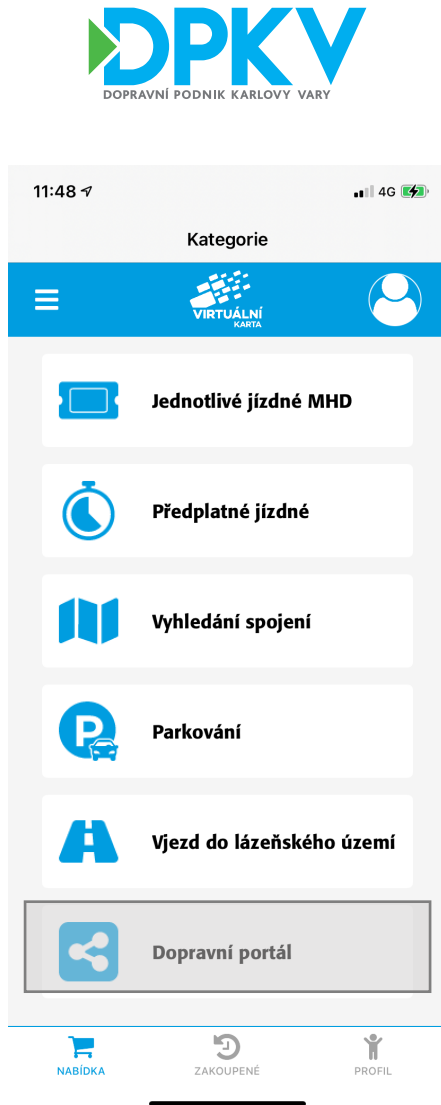 DPKV
DOPRAVNÍ PODNIK KARLOVY VARY
11:48
4G
Kategorie
VIRTUÁLNÍ
KARTA
Jednotlivé jízdné MHD
Předplatné jízdné
Vyhledání spojení
P
Parkování
Vjezd do lázeňského území
Dopravní portál
NABÍDKA
ZAKOUPENÉ
PROFIL